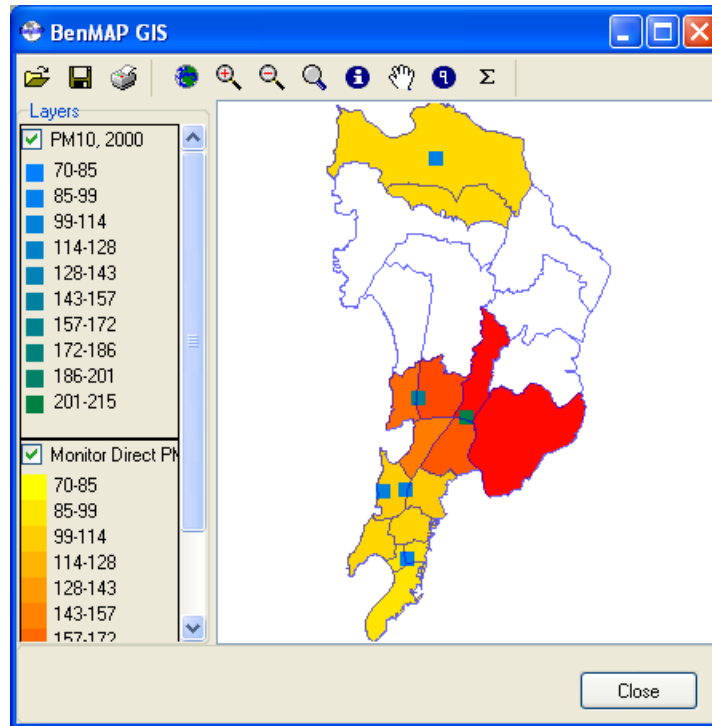 BenMAP GIS
Σ
Layers
PM10, 2000
70-85
85-99
99-114
114-128
128-143
143-157
157-172
172-186
186-201
201-215
Monitor Direct PM
70-85
85-99
99-114
114-128
128-143
143-157
157-172
Close